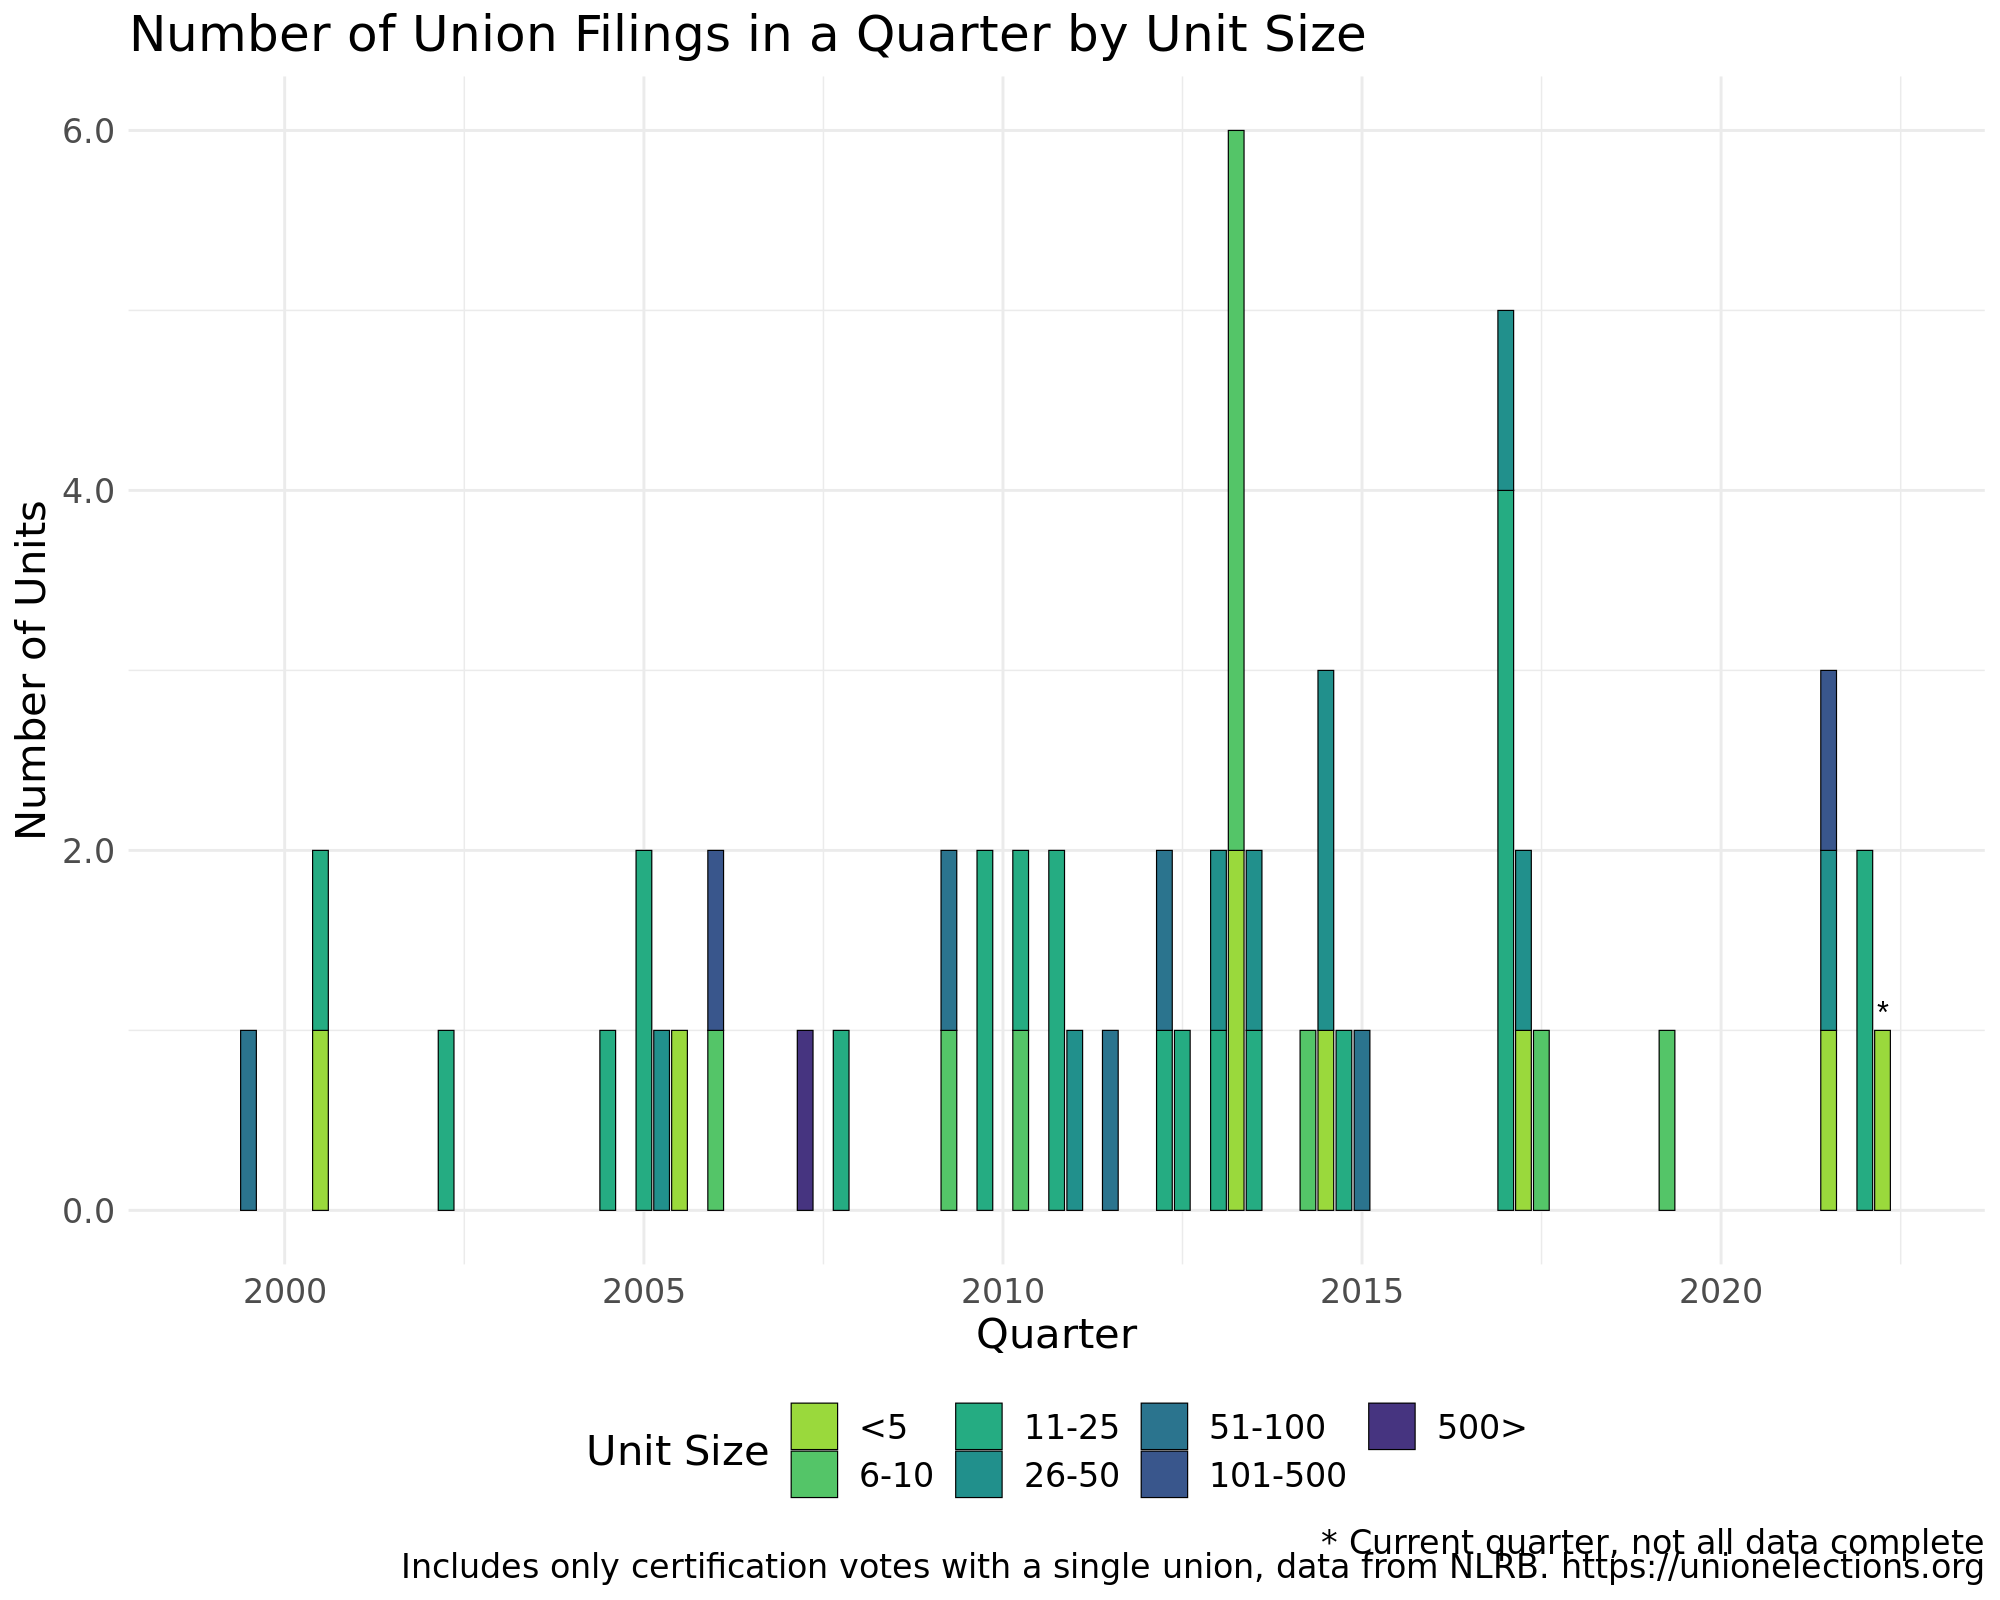 Number of Union Filings in a Quarter by Unit Size
Number of Units
6.0
4.0
2.0
0.0
*
2000 2005 2010 2015 2020
Quarter
Unit Size
<5 11-25 51-100 500>
6-10 26-50 101-500
* Current quarter, not all data complete
Includes only certification votes with a single union, data from NLRB. https://unionelections.org